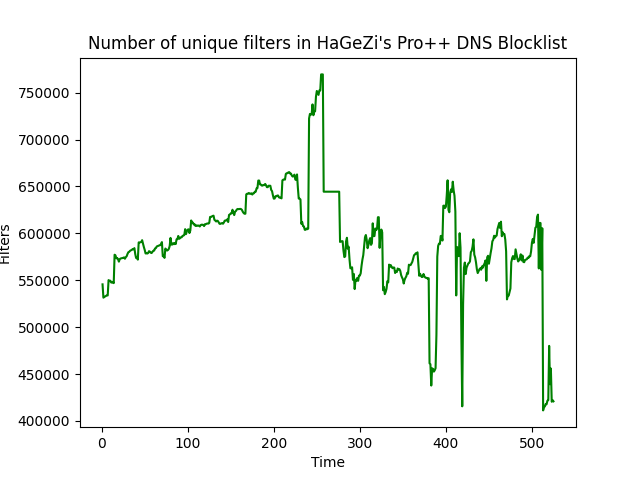 Number of unique filters in HaGeZi's Pro++ DNS Blocklist
Filters
750000
700000
650000
600000
550000
500000
450000
400000
0 100 200 300 400 500
Time